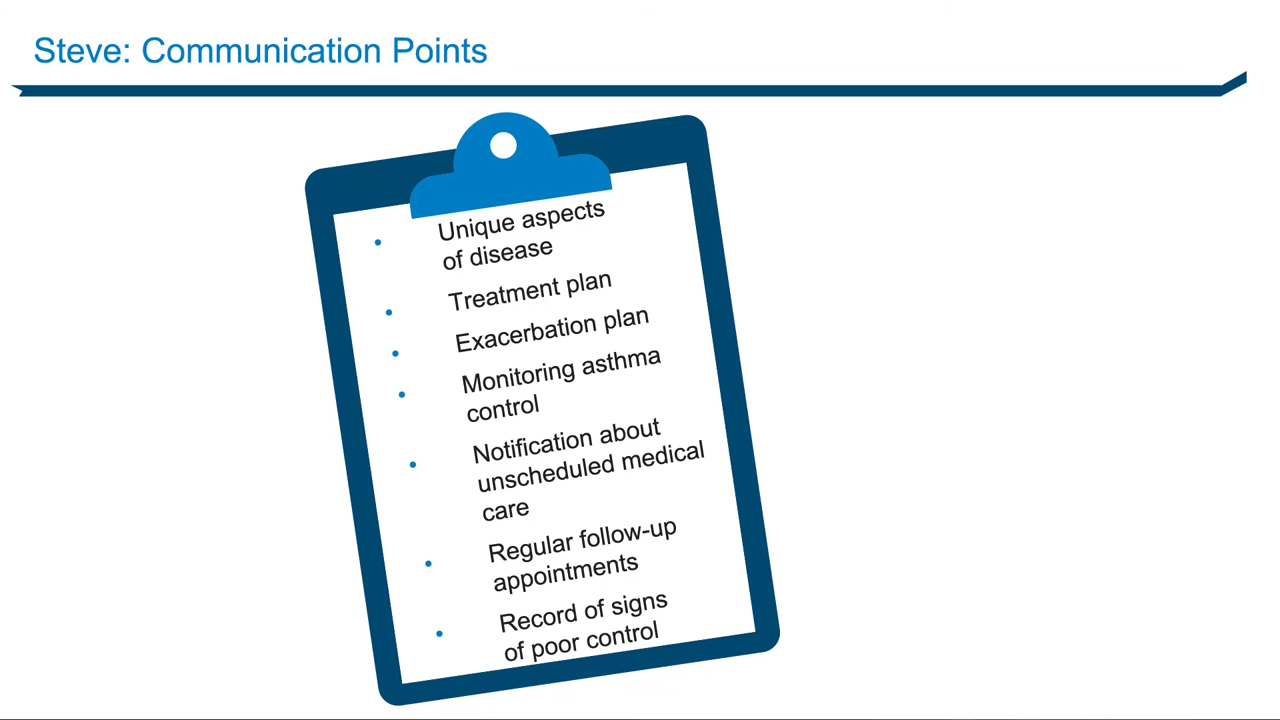 Steve: Communication Points
• Unique aspects
of disease
• Treatment plan
• Exacerbation plan
• Monitoring asthma
control
• Notification about
unscheduled medical
care
• Regular follow-up
appointments
• Record of signs
of poor control